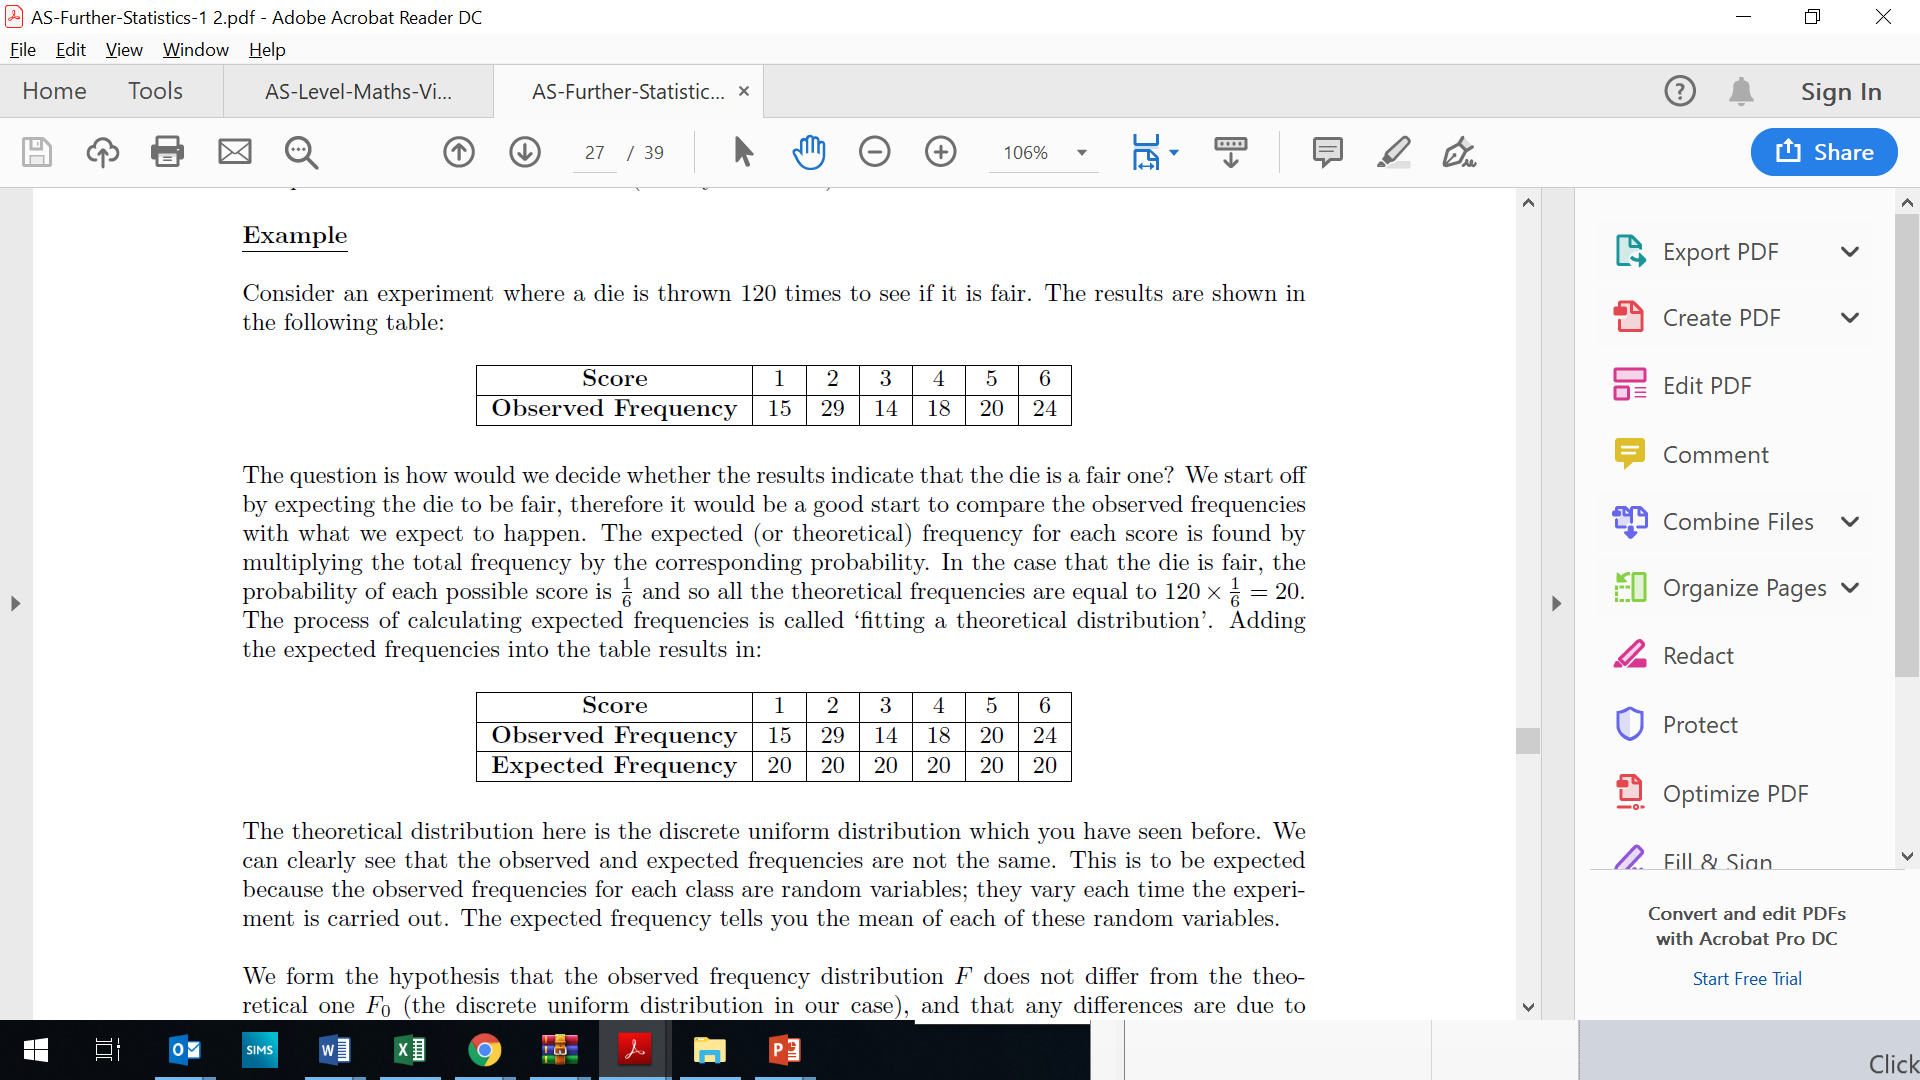 AS-Further-Statistics-1 2.pdf - Adobe Acrobat Reader DC
File Edit View Window Help
Home Tools AS-Level-Maths-Vi... AS-Further-Statistic... × Sign In
27 / 39 106% Share
Example
Consider an experiment where a die is thrown 120 times to see if it is fair. The results are shown in
the following table:
Score 1 2 3 4 5 6
Observed Frequency 15 29 14 18 20 24
The question is how would we decide whether the results indicate that the die is a fair one? We start off
by expecting the die to be fair, therefore it would be a good start to compare the observed frequencies
with what we expect to happen. The expected (or theoretical) frequency for each score is found by
multiplying the total frequency by the corresponding probability. In the case that the die is fair, the
probability of each possible score is 1/6 and so all the theoretical frequencies are equal to 120 × 1/6 = 20.
The process of calculating expected frequencies is called ‘fitting a theoretical distribution’. Adding
the expected frequencies into the table results in:
Score 1 2 3 4 5 6
Observed Frequency 15 29 14 18 20 24
Expected Frequency 20 20 20 20 20 20
The theoretical distribution here is the discrete uniform distribution which you have seen before. We
can clearly see that the observed and expected frequencies are not the same. This is to be expected
because the observed frequencies for each class are random variables; they vary each time the experi-
ment is carried out. The expected frequency tells you the mean of each of these random variables.
We form the hypothesis that the observed frequency distribution F does not differ from the theo-
retical one F₀ (the discrete uniform distribution in our case), and that any differences are due to
Export PDF
Create PDF
Edit PDF
Comment
Combine Files
Organize Pages
Redact
Protect
Optimize PDF
Fill & Sign
Convert and edit PDFs
with Acrobat Pro DC
Start Free Trial
SIMS
Click